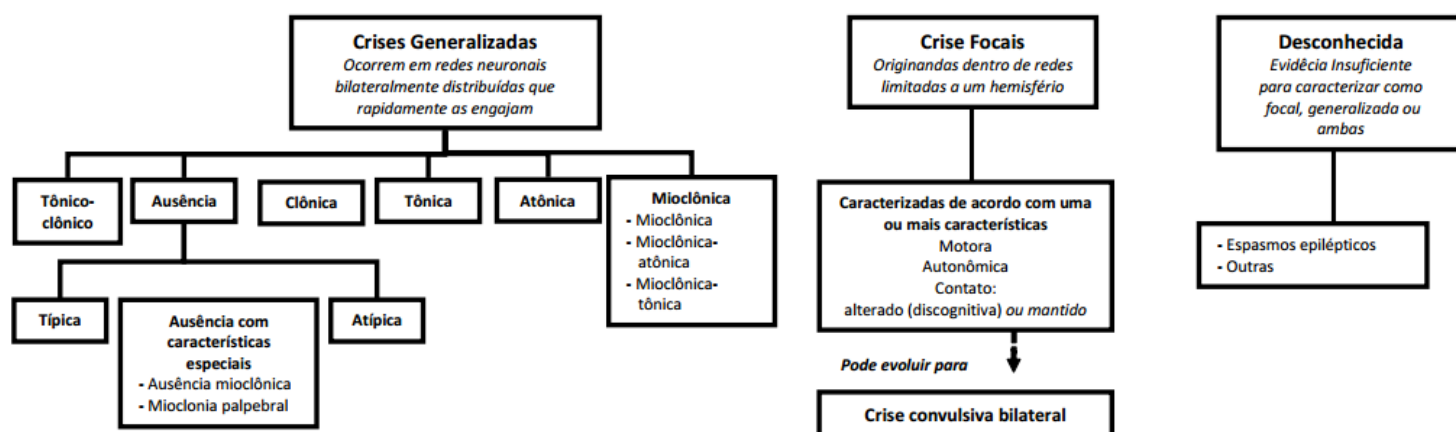 Crises Generalizadas
Ocorrem em redes neuronais
bilateralmente distribuídas que
rapidamente as engajam
Tônico-
clônico
Ausência
Clônica
Tônica
Atônica
Mioclônica
- Mioclônica
- Mioclônica-
atônica
- Mioclônica-
tônica
Típica
Ausência com
características
especiais
- Ausência mioclônica
- Mioclonia palpebral
Atípica
Crise Focais
Originandas dentro de redes
limitadas a um hemisfério
Caracterizadas de acordo com uma
ou mais características
Motora
Autonômica
Contato:
alterado (discognitiva) ou mantido
Pode evoluir para
Crise convulsiva bilateral
Desconhecida
Evidêcia Insuficiente
para caracterizar como
focal, generalizada ou
ambas
- Espasmos epilépticos
- Outras